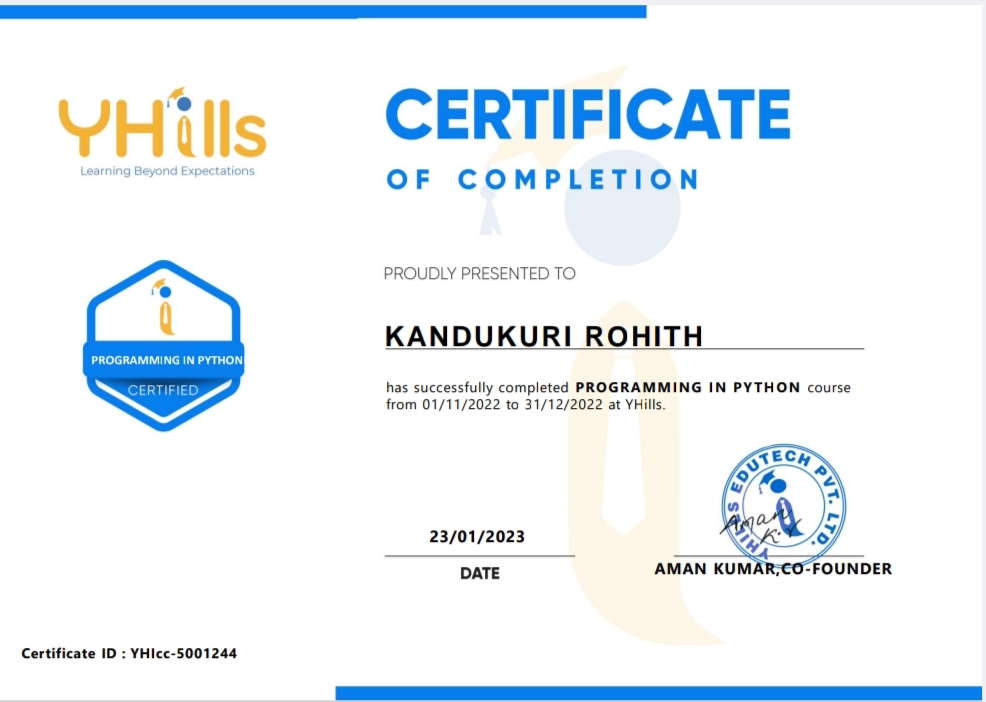 YHills
Learning Beyond Expectations
CERTIFICATE
OF COMPLETION
PROUDLY PRESENTED TO
KANDUKURI ROHITH
PROGRAMMING IN PYTHON
CERTIFIED
has successfully completed PROGRAMMING IN PYTHON course
from 01/11/2022 to 31/12/2022 at YHills.
YHILLS EDUTECH PVT. LTD.
Aman K.
23/01/2023
DATE
AMAN KUMAR,CO-FOUNDER
Certificate ID : YHIcc-5001244